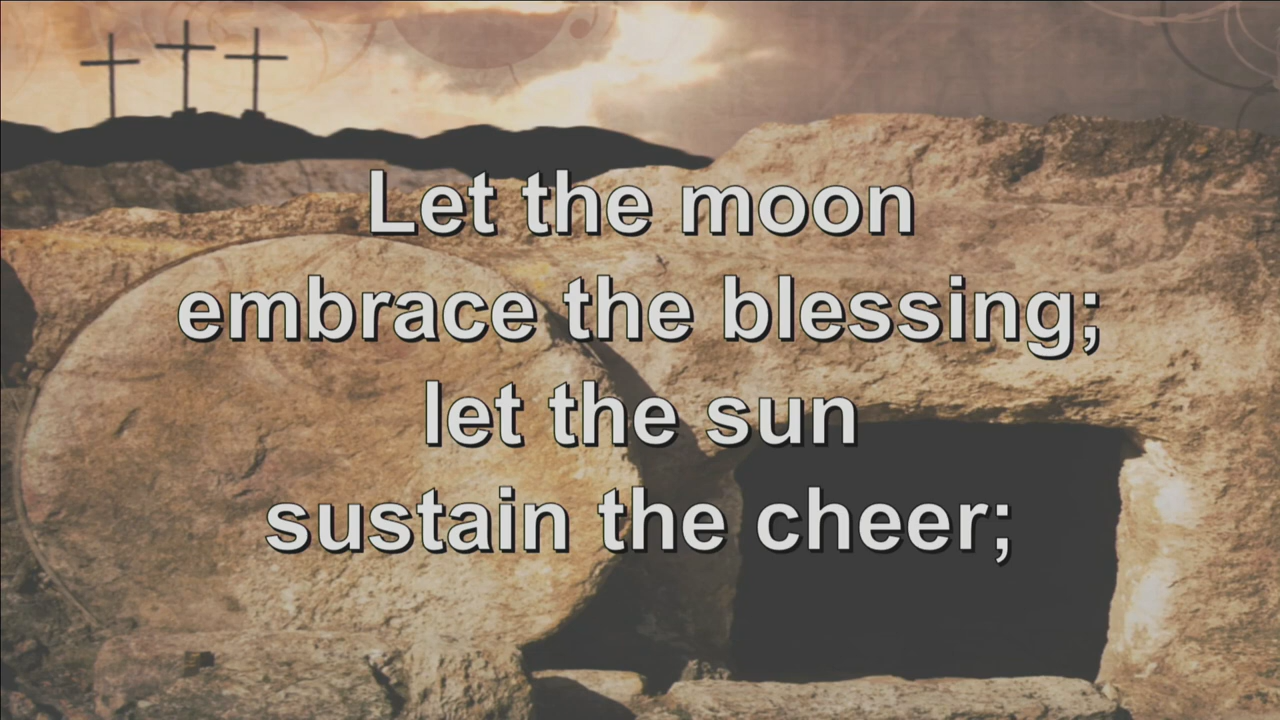 Let the moon
embrace the blessing;
let the sun
sustain the cheer;